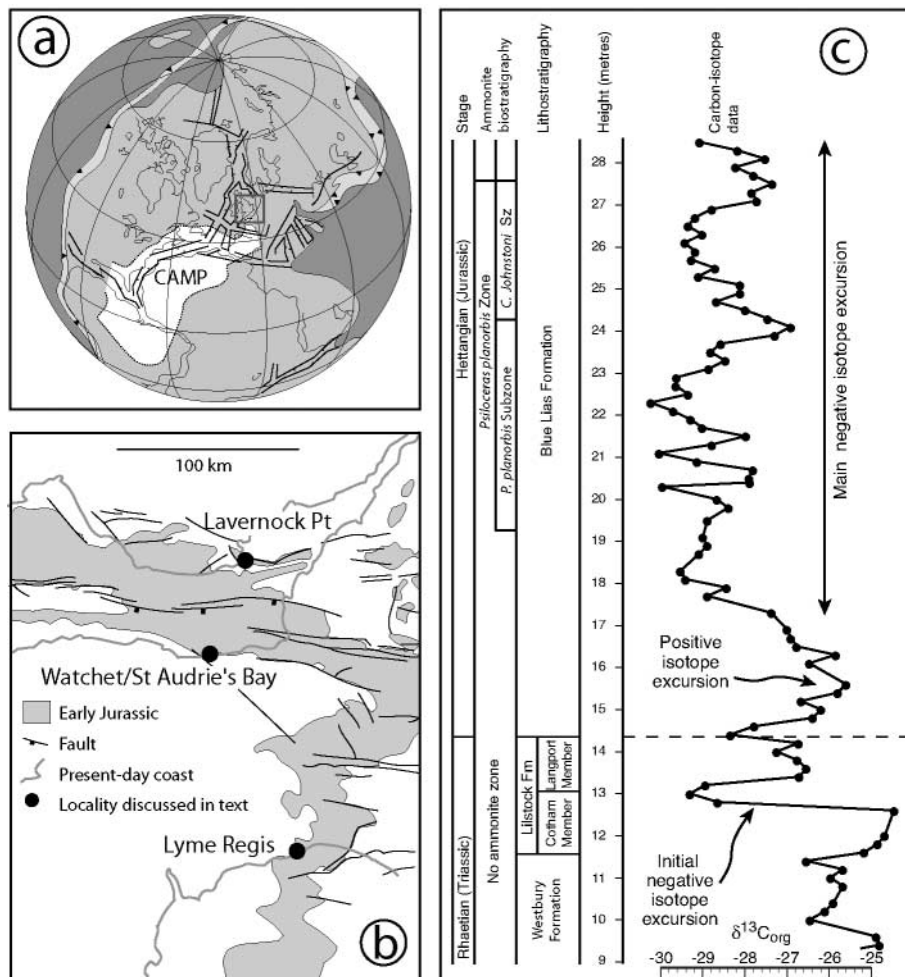 a
CAMP
100 km
Lavernock Pt
Watchet/St Audrie's Bay
Early Jurassic
Fault
Present-day coast
Locality discussed in text
Lyme Regis
b
c
Stage
Ammonite
biostratigraphy
Lithostratigraphy
Height (metres)
Carbon-isotope
data
Hettangian (Jurassic)
Rhaetian (Triassic)
Psiloceras planorbis Zone
C. Johnstoni Sz
P. planorbis Subzone
No ammonite zone
Blue Lias Formation
Lilstock Fm
Langport
Member
Cotham
Member
Westbury
Formation
28
27
26
25
24
23
22
21
20
19
18
17
16
15
14
13
12
11
10
9
Main negative isotope excursion
Positive
isotope
excursion
Initial
negative
isotope
excursion
δ13Corg
-30 -29 -28 -27 -26 -25